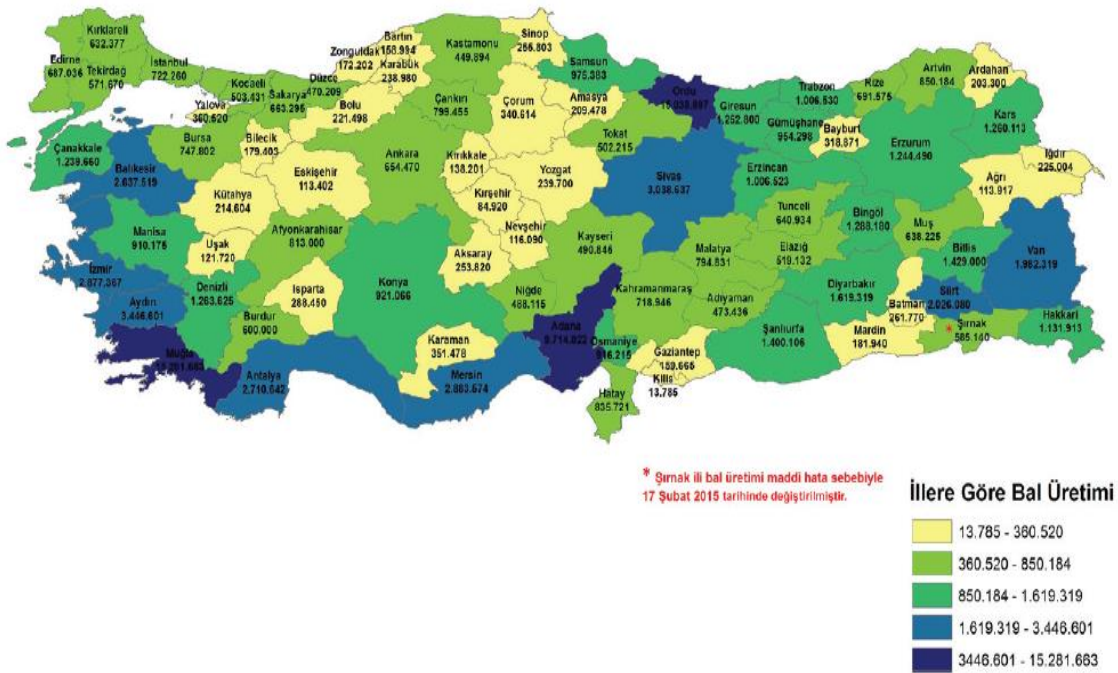 Kırklareli
632.377
Edirne
687.036
Tekirdağ
571.670
İstanbul
722.260
Kocaeli
503.431
Sakarya
663.295
Düzce
470.209
Yalova
360.520
Zonguldak
172.202
Bartın
158.994
Karabük
238.980
Kastamonu
449.894
Sinop
255.803
Samsun
975.383
Ordu
Giresun
1.252.800
Trabzon
1.006.530
Rize
691.575
Artvin
850.184
Ardahan
203.300
Kars
1.260.113
Iğdır
225.004
Ağrı
113.917
Erzurum
1.244.490
Bayburt
318.871
Gümüşhane
954.298
Erzincan
1.006.523
Sivas
3.038.637
Tokat
502.215
Amasya
209.478
Çorum
340.614
Çankırı
799.455
Bolu
221.498
Bilecik
179.403
Bursa
747.802
Çanakkale
1.239.660
Balıkesir
2.637.519
Kütahya
214.604
Eskişehir
113.402
Ankara
654.470
Kırıkkale
138.201
Kırşehir
84.920
Yozgat
239.700
Nevşehir
116.090
Kayseri
490.846
Malatya
794.831
Elazığ
519.132
Tunceli
640.934
Bingöl
1.288.180
Muş
638.225
Bitlis
1.429.000
Van
1.982.319
Hakkari
1.131.913
Şırnak
*
585.140
Siirt
2.026.080
Batman
261.770
Mardin
181.940
Diyarbakır
1.619.319
Şanlıurfa
1.400.106
Adıyaman
473.436
Kahramanmaraş
718.946
Gaziantep
159.665
Kilis
13.785
Hatay
835.721
Osmaniye
916.215
Adana
Niğde
488.115
Aksaray
253.820
Konya
921.066
Karaman
351.478
Mersin
2.883.574
Antalya
2.710.642
Isparta
288.450
Burdur
600.000
Afyonkarahisar
813.000
Uşak
121.720
Manisa
910.175
İzmir
2.877.367
Aydın
3.446.601
Denizli
1.263.625
Muğla
* Şırnak ili bal üretimi maddi hata sebebiyle
17 Şubat 2015 tarihinde değiştirilmiştir.
İllere Göre Bal Üretimi
13.785 - 360.520
360.520 - 850.184
850.184 - 1.619.319
1.619.319 - 3.446.601
3446.601 - 15.281.663